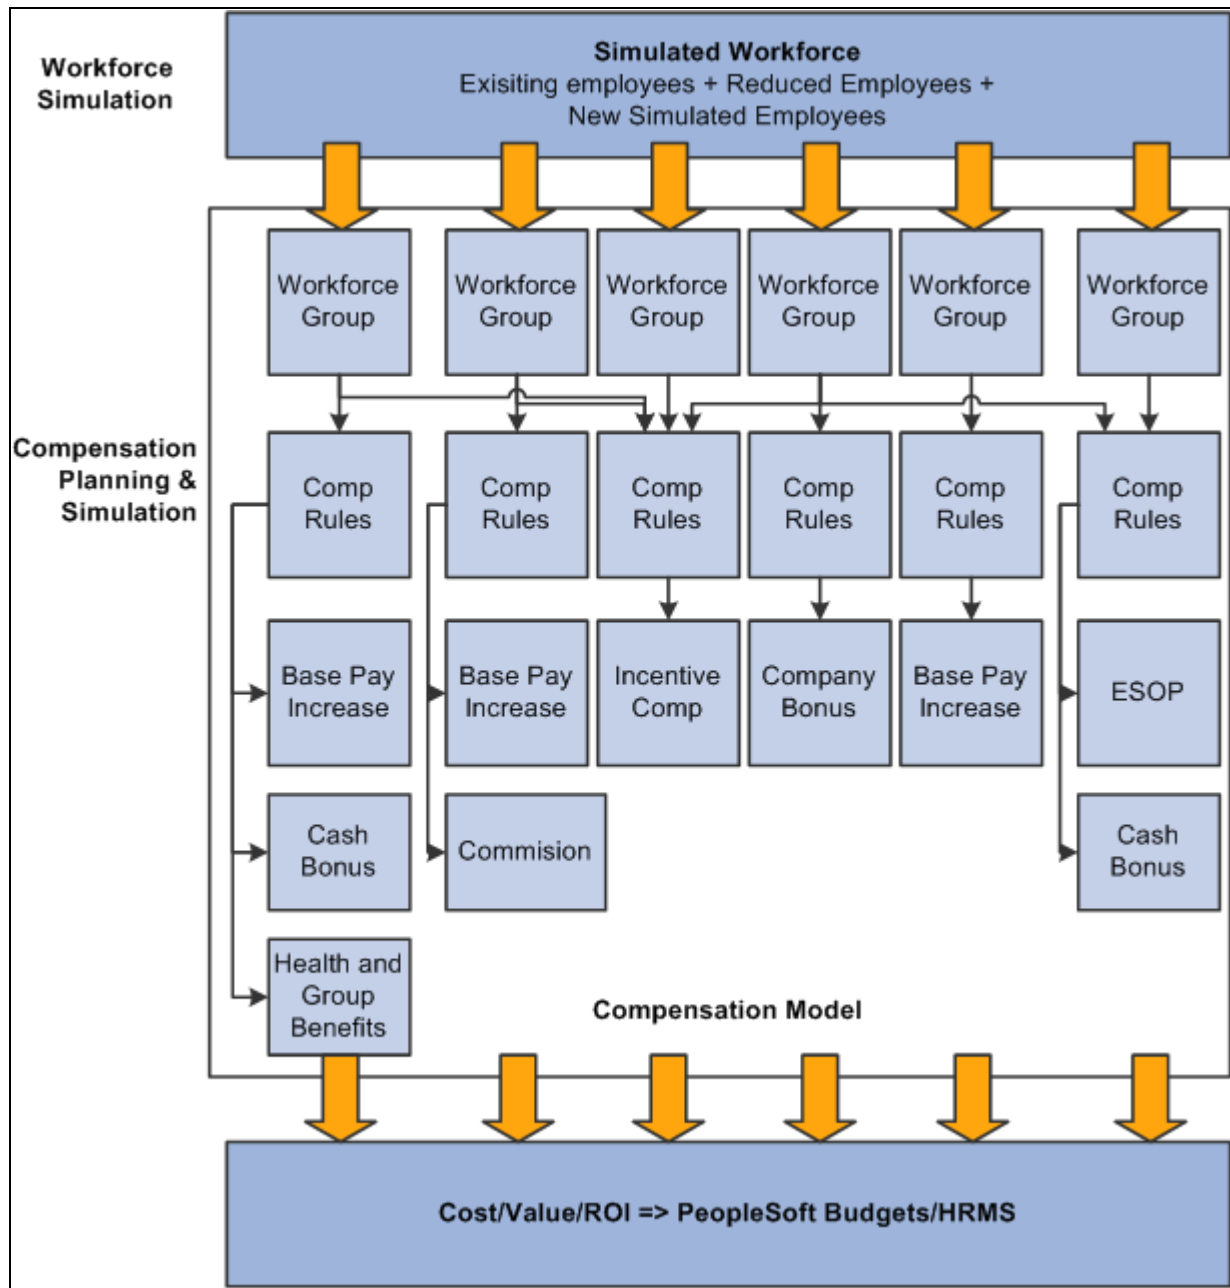 Workforce
Simulation
Simulated Workforce
Exisiting employees + Reduced Employees +
New Simulated Employees
Compensation
Planning &
Simulation
Workforce
Group
Workforce
Group
Workforce
Group
Workforce
Group
Workforce
Group
Workforce
Group
Comp
Rules
Comp
Rules
Comp
Rules
Comp
Rules
Comp
Rules
Comp
Rules
Base Pay
Increase
Base Pay
Increase
Incentive
Comp
Company
Bonus
Base Pay
Increase
ESOP
Cash
Bonus
Commision
Cash
Bonus
Health and
Group
Benefits
Compensation Model
Cost/Value/ROI => PeopleSoft Budgets/HRMS